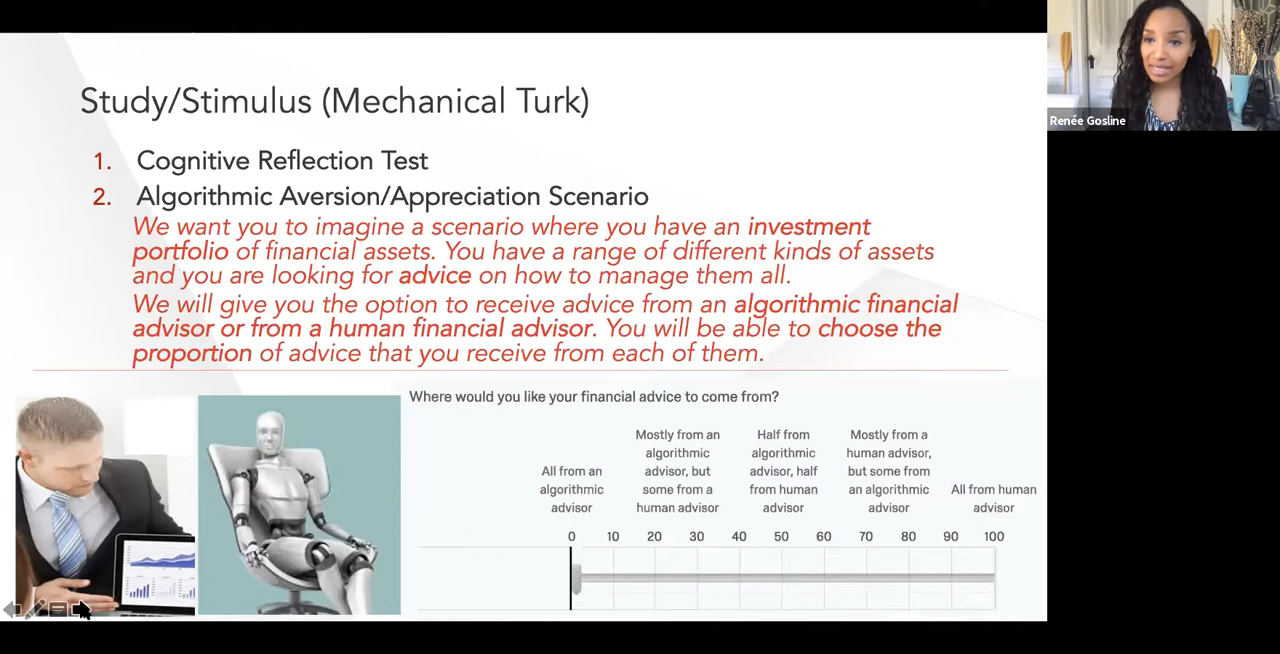 Study/Stimulus (Mechanical Turk)
Renée Gosline
1. Cognitive Reflection Test
2. Algorithmic Aversion/Appreciation Scenario
We want you to imagine a scenario where you have an investment
portfolio of financial assets. You have a range of different kinds of assets
and you are looking for advice on how to manage them all.
We will give you the option to receive advice from an algorithmic financial
advisor or from a human financial advisor. You will be able to choose the
proportion of advice that you receive from each of them.
Where would you like your financial advice to come from?
All from an
algorithmic
advisor
Mostly from an
algorithmic
advisor, but
some from a
human advisor
Half from
algorithmic
advisor, half
from human
advisor
Mostly from a
human advisor,
but some from
an algorithmic
advisor
All from human
advisor
0 10 20 30 40 50 60 70 80 90 100